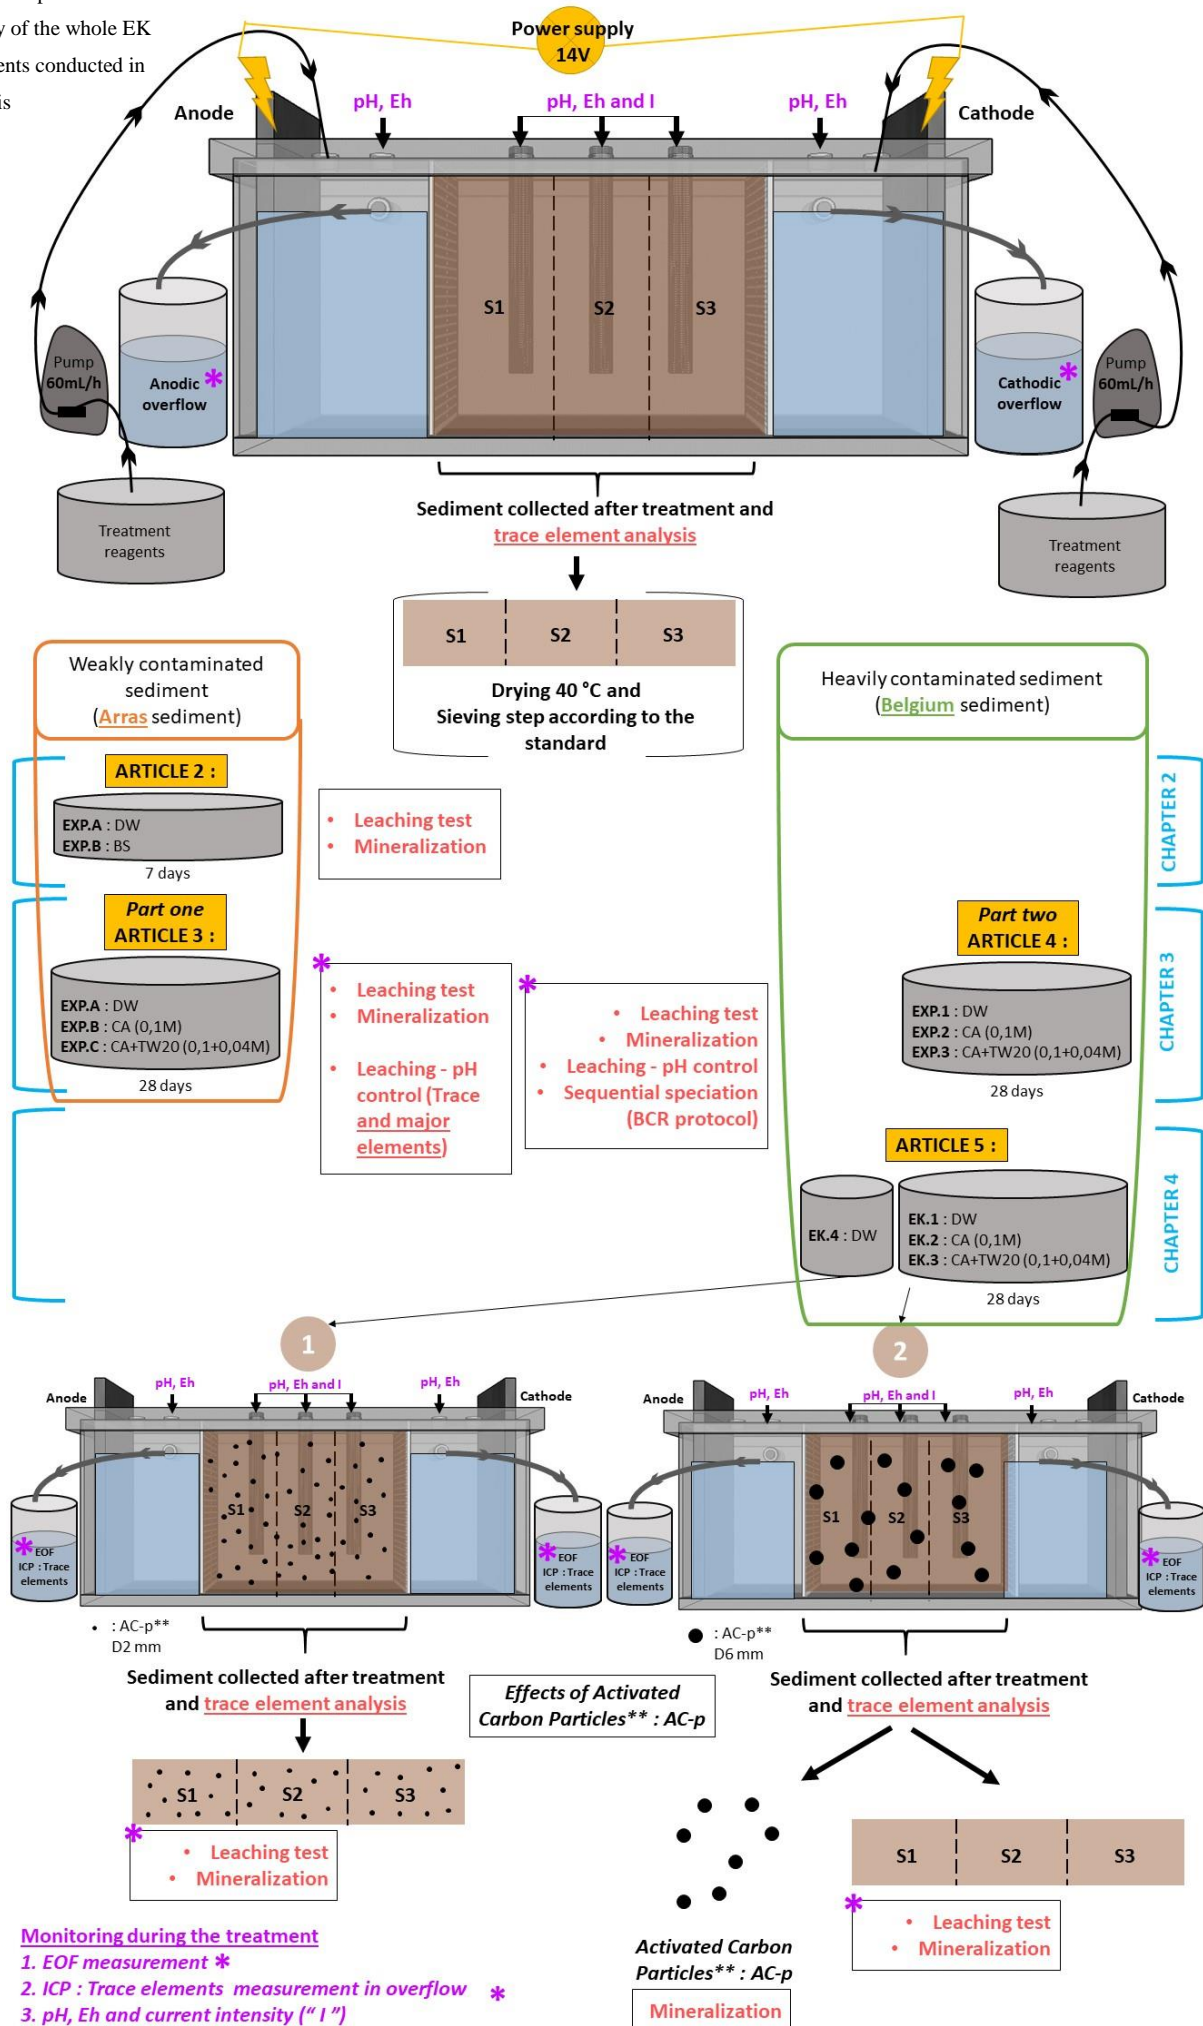 y of the whole EK
ents conducted in
is
Power supply
14V
Anode
pH, Eh
pH, Eh and I
pH, Eh
Cathode
S1
S2
S3
Pump
60mL/h
Anodic *
overflow
Cathodic *
overflow
Pump
60mL/h
Treatment
reagents
Treatment
reagents
Sediment collected after treatment and
trace element analysis
S1
S2
S3
Drying 40 °C and
Sieving step according to the
standard
Weakly contaminated
sediment
(Arras sediment)
Heavily contaminated sediment
(Belgium sediment)
ARTICLE 2 :
EXP.A : DW
EXP.B : BS
7 days
• Leaching test
• Mineralization
CHAPTER 2
Part one
ARTICLE 3 :
EXP.A : DW
EXP.B : CA (0,1M)
EXP.C : CA+TW20 (0,1+0,04M)
28 days
*
• Leaching test
• Mineralization
• Leaching - pH
control (Trace
and major
elements)
*
• Leaching test
• Mineralization
• Leaching - pH control
• Sequential speciation
(BCR protocol)
Part two
ARTICLE 4 :
EXP.1 : DW
EXP.2 : CA (0,1M)
EXP.3 : CA+TW20 (0,1+0,04M)
28 days
CHAPTER 3
ARTICLE 5 :
EK.4 : DW
EK.1 : DW
EK.2 : CA (0,1M)
EK.3 : CA+TW20 (0,1+0,04M)
28 days
CHAPTER 4
1
2
Anode
pH, Eh
pH, Eh and I
pH, Eh
Cathode
S1
S2
S3
* EOF
ICP : Trace
elements
* EOF
ICP : Trace
elements
: AC-p**
D2 mm
Anode
pH, Eh
pH, Eh and I
pH, Eh
Cathode
S1
S2
S3
* EOF
ICP : Trace
elements
* EOF
ICP : Trace
elements
: AC-p**
D6 mm
Sediment collected after treatment
and trace element analysis
Effects of Activated
Carbon Particles** : AC-p
Sediment collected after treatment
and trace element analysis
S1
S2
S3
*
• Leaching test
• Mineralization
S1
S2
S3
*
• Leaching test
• Mineralization
Activated Carbon
Particles** : AC-p
Mineralization
Monitoring during the treatment
1. EOF measurement *
2. ICP : Trace elements measurement in overflow *
3. pH, Eh and current intensity (“ I ”)